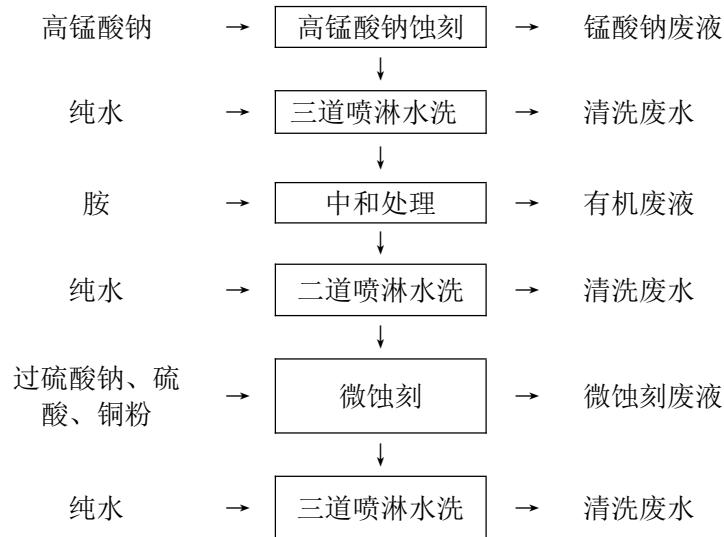 高锰酸钠 → 高锰酸钠蚀刻 → 锰酸钠废液
↓
纯水 → 三道喷淋水洗 → 清洗废水
↓
胺 → 中和处理 → 有机废液
↓
纯水 → 二道喷淋水洗 → 清洗废水
↓
过硫酸钠、硫
酸、铜粉 → 微蚀刻 → 微蚀刻废液
↓
纯水 → 三道喷淋水洗 → 清洗废水